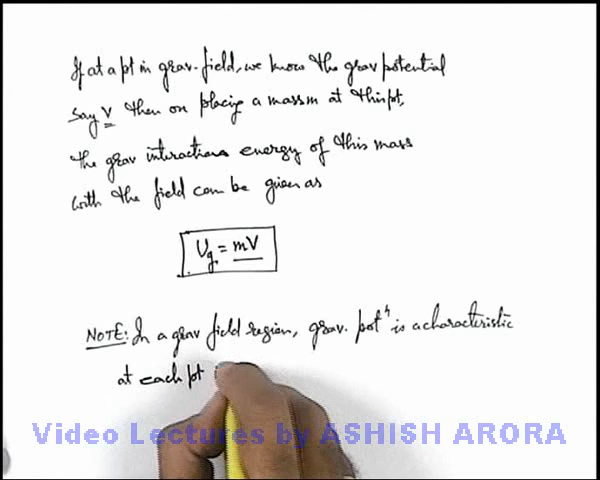 If at a pt in grav. field, we know the grav potential
say V then on placing a mass m at this pt,
the grav interaction energy of this mass
with the field can be given as
Ug = mV
NOTE: In a grav field region, grav. potⁿ is a characteristic
at each pt
Video Lectures by ASHISH ARORA